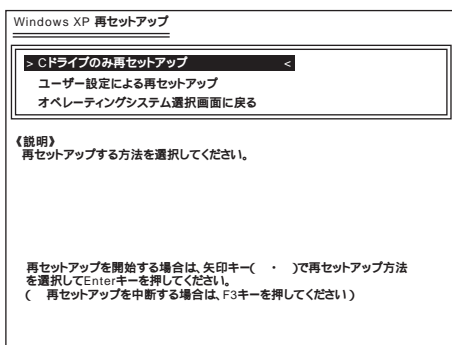 Windows XP 再セットアップ
> Cドライブのみ再セットアップ <
ユーザー設定による再セットアップ
オペレーティングシステム選択画面に戻る
《説明》
再セットアップする方法を選択してください。
再セットアップを開始する場合は、矢印キー( ・ )で再セットアップ方法
を選択してEnterキーを押してください。
( 再セットアップを中断する場合は、F3キーを押してください)